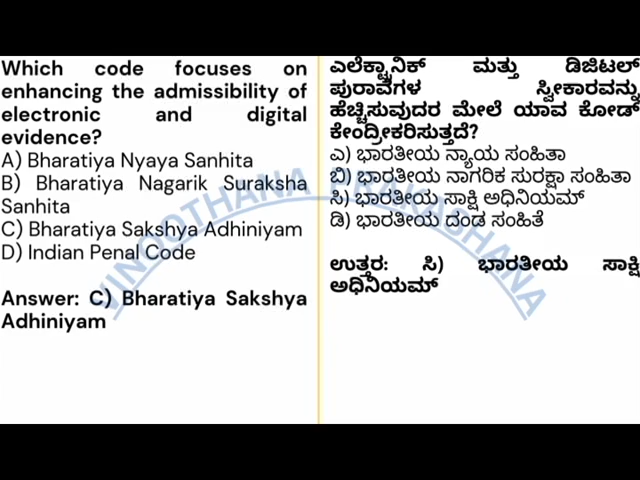 Which code focuses on
enhancing the admissibility of
electronic and digital
evidence?
A) Bharatiya Nyaya Sanhita
B) Bharatiya Nagarik Suraksha
Sanhita
C) Bharatiya Sakshya Adhiniyam
D) Indian Penal Code
Answer: C) Bharatiya Sakshya
Adhiniyam
ಎಲೆಕ್ಟ್ರಾನಿಕ್ ಮತ್ತು ಡಿಜಿಟಲ್
ಪುರಾವೆಗಳ ಸ್ವೀಕಾರವನ್ನು
ಹೆಚ್ಚಿಸುವುದರ ಮೇಲೆ ಯಾವ ಕೋಡ್
ಕೇಂದ್ರೀಕರಿಸುತ್ತದೆ?
ಎ) ಭಾರತೀಯ ನ್ಯಾಯ ಸಂಹಿತಾ
ಬಿ) ಭಾರತೀಯ ನಾಗರಿಕ ಸುರಕ್ಷಾ ಸಂಹಿತಾ
ಸಿ) ಭಾರತೀಯ ಸಾಕ್ಷಿ ಅಧಿನಿಯಮ್
ಡಿ) ಭಾರತೀಯ ದಂಡ ಸಂಹಿತೆ
ಉತ್ತರ: ಸಿ) ಭಾರತೀಯ ಸಾಕ್ಷಿ
ಅಧಿನಿಯಮ್
VINOOTHANA PRAKASHANA